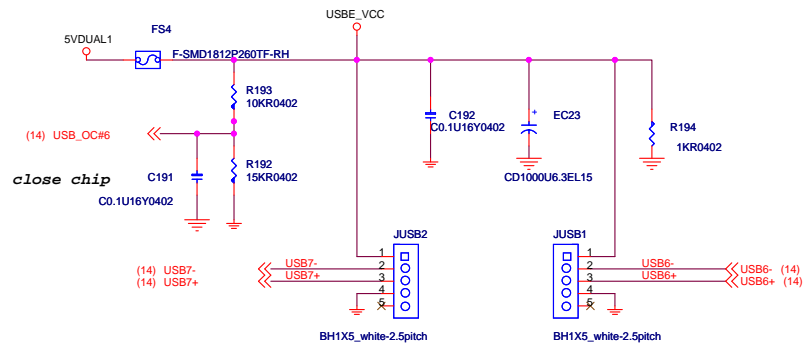 USBE_VCC
FS4
5VDUAL1
F-SMD1812P260TF-RH
R193
10KR0402
C192
C0.1U16Y0402
EC23
+
CD1000U6.3EL15
R194
1KR0402
(14) USB_OC#6
R192
15KR0402
C191
C0.1U16Y0402
close chip
JUSB2
JUSB1
(14) USB7-
(14) USB7+
USB7-
USB7+
1
2
3
4
5
BH1X5_white-2.5pitch
1
2
3
4
5
USB6-
USB6+
USB6- (14)
USB6+ (14)
BH1X5_white-2.5pitch